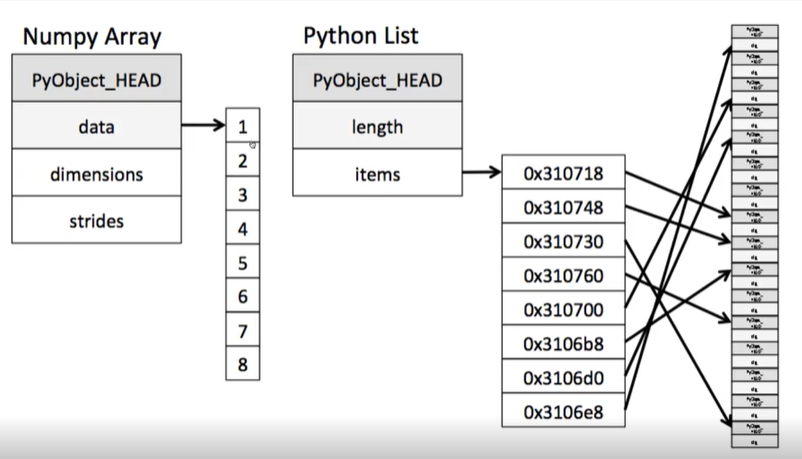 Numpy Array
PyObject_HEAD
data
dimensions
strides
1
2
3
4
5
6
7
8
Python List
PyObject_HEAD
length
items
0x310718
0x310748
0x310730
0x310760
0x310700
0x3106b8
0x3106d0
0x3106e8